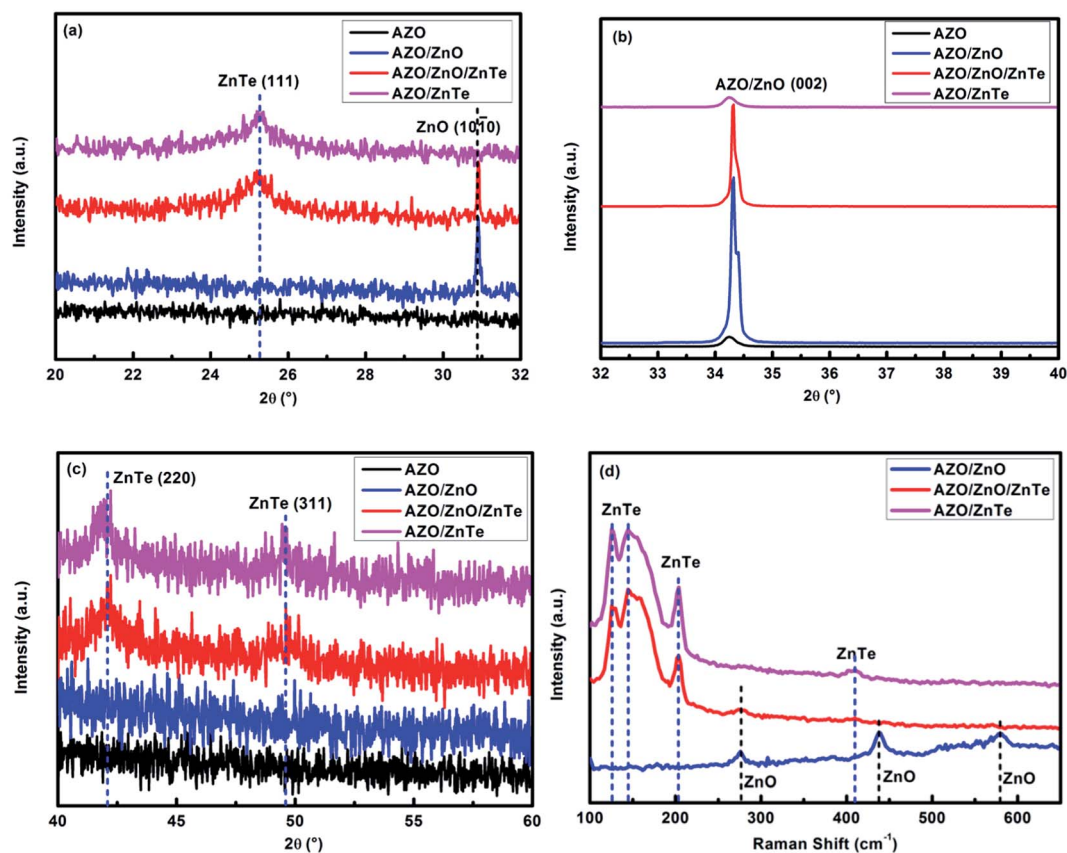 (a)
AZO
AZO/ZnO
AZO/ZnO/ZnTe
AZO/ZnTe
ZnTe (111)
ZnO (101̅0)
Intensity (a.u.)
20 22 24 26 28 30 32
2θ (°)
(b)
AZO
AZO/ZnO
AZO/ZnO/ZnTe
AZO/ZnTe
AZO/ZnO (002)
Intensity (a.u.)
32 33 34 35 36 37 38 39 40
2θ (°)
(c)
AZO
AZO/ZnO
AZO/ZnO/ZnTe
AZO/ZnTe
ZnTe (220)
ZnTe (311)
Intensity (a.u.)
40 45 50 55 60
2θ (°)
(d)
AZO/ZnO
AZO/ZnO/ZnTe
AZO/ZnTe
ZnTe
ZnTe
ZnTe
ZnO
ZnO
ZnO
Intensity (a.u.)
100 200 300 400 500 600
Raman Shift (cm⁻¹)